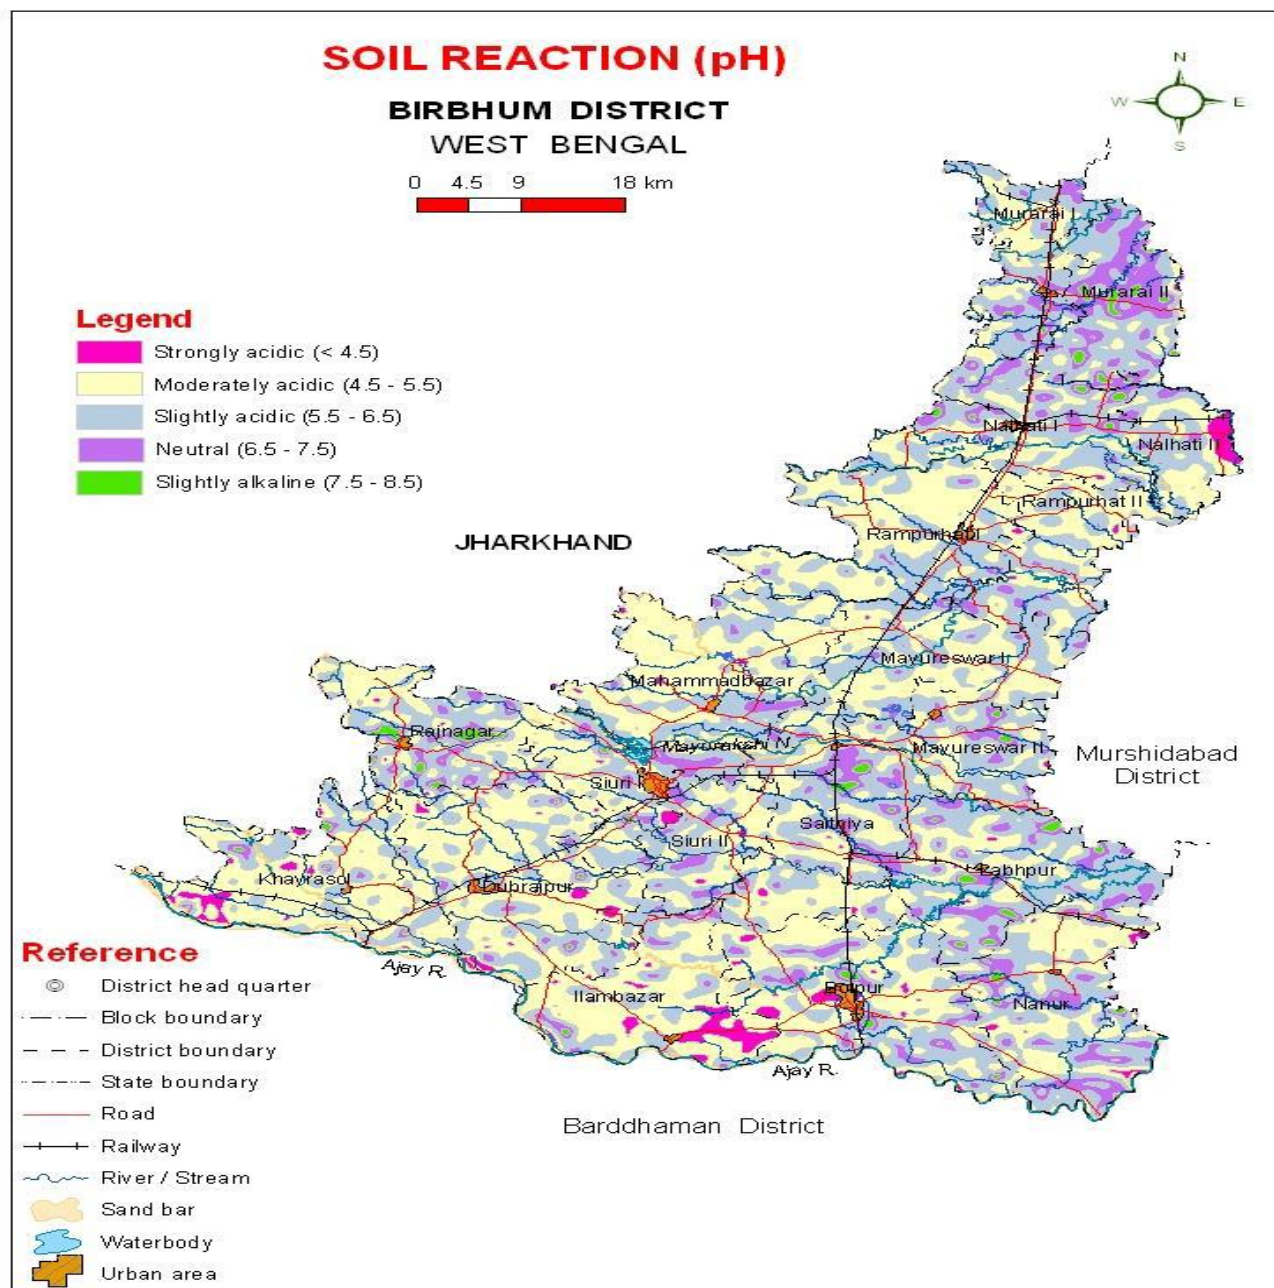 SOIL REACTION (pH)
BIRBHUM DISTRICT
WEST BENGAL
0 4.5 9 18 km
N
W E
S
Legend
Strongly acidic (< 4.5)
Moderately acidic (4.5 - 5.5)
Slightly acidic (5.5 - 6.5)
Neutral (6.5 - 7.5)
Slightly alkaline (7.5 - 8.5)
Murarai I
Murarai II
Nalhati I
Nalhati II
Rampurhat II
Rampurhat I
JHARKHAND
Mayureswar I
Mahammadbazar
Rajnagar
Mayurakshi N.
Mayureswar II
Murshidabad
District
Siuri I
Saithiya
Siuri II
Labhpur
Khayrasol
Dubrajpur
Ajay R.
Ilambazar
Bolpur
Nanur
Ajay R.
Barddhaman District
Reference
District head quarter
Block boundary
District boundary
State boundary
Road
Railway
River / Stream
Sand bar
Waterbody
Urban area